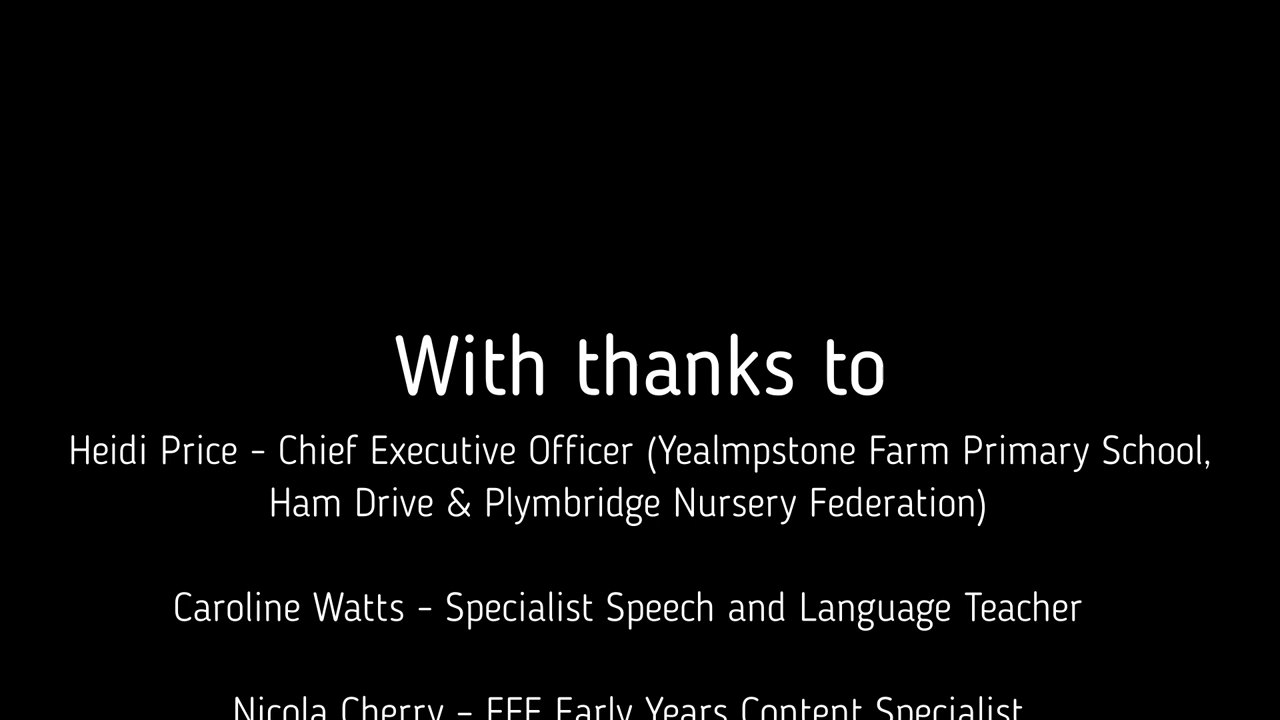 With thanks to
Heidi Price - Chief Executive Officer (Yealmpstone Farm Primary School,
Ham Drive & Plymbridge Nursery Federation)
Caroline Watts - Specialist Speech and Language Teacher
Nicola Cherry - EEF Early Years Content Specialist